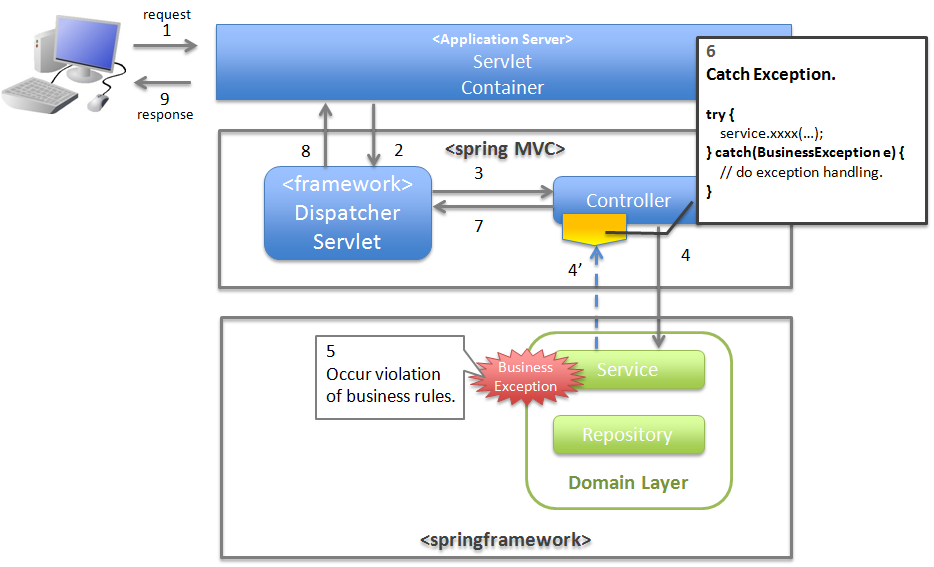 request
1
9
response
<Application Server>
Servlet
Container
6
Catch Exception.
try {
service.xxxx(...);
} catch(BusinessException e) {
// do exception handling.
}
8
2
<spring MVC>
<framework>
Dispatcher
Servlet
3
7
Controller
4'
4
5
Occur violation
of business rules.
Business
Exception
Service
Repository
Domain Layer
<springframework>